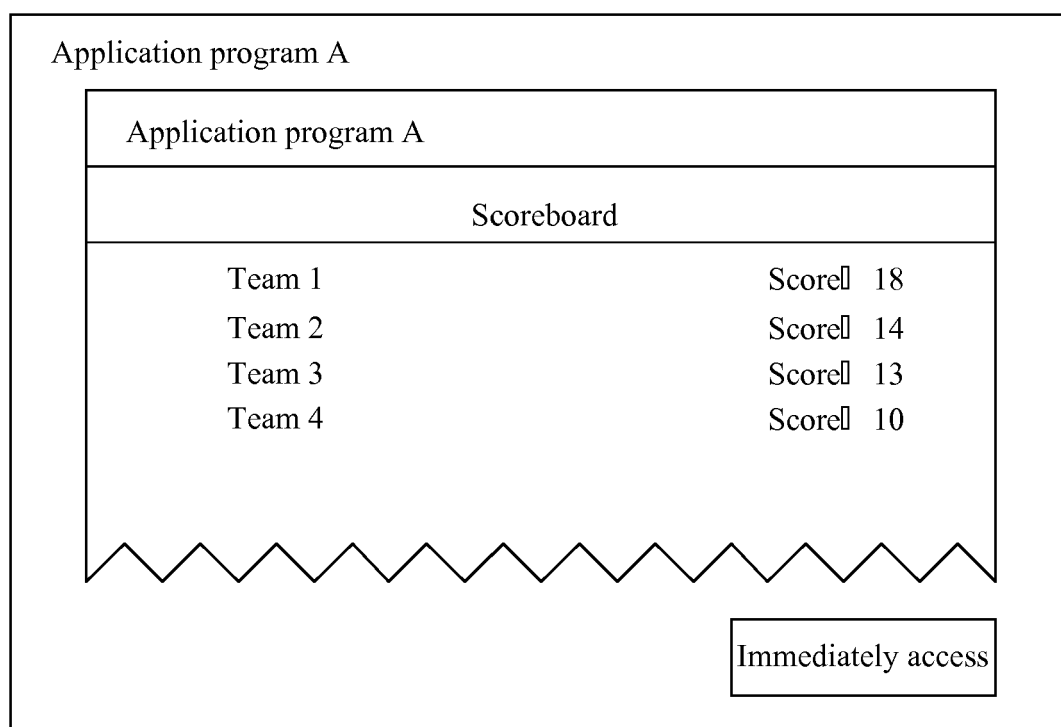 Application program A
Application program A
Scoreboard
Team 1 Score▯ 18
Team 2 Score▯ 14
Team 3 Score▯ 13
Team 4 Score▯ 10
Immediately access